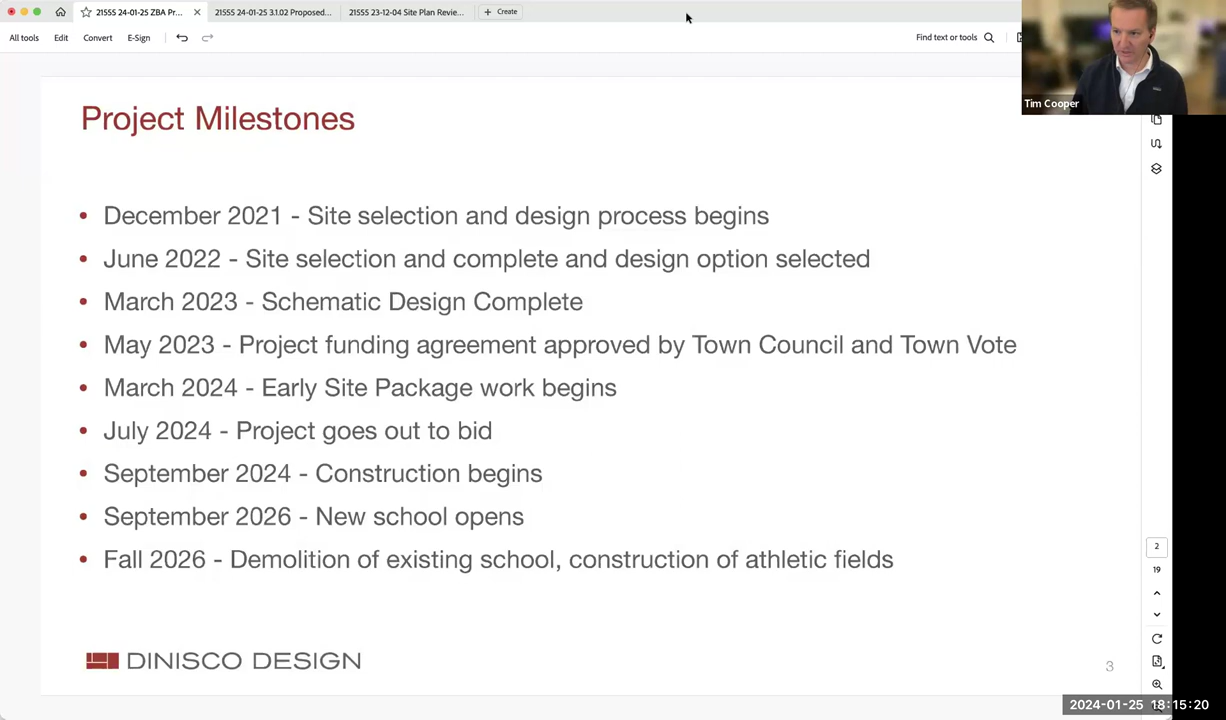 21555 24-01-25 ZBA Pr...
21555 24-01-25 3.1.02 Proposed...
21555 23-12-04 Site Plan Revie...
+ Create
All tools
Edit
Convert
E-Sign
Find text or tools
Tim Cooper
Project Milestones
• December 2021 - Site selection and design process begins
• June 2022 - Site selection and complete and design option selected
• March 2023 - Schematic Design Complete
• May 2023 - Project funding agreement approved by Town Council and Town Vote
• March 2024 - Early Site Package work begins
• July 2024 - Project goes out to bid
• September 2024 - Construction begins
• September 2026 - New school opens
• Fall 2026 - Demolition of existing school, construction of athletic fields
2
19
DINISCO DESIGN
3
2024-01-25 18:15:20